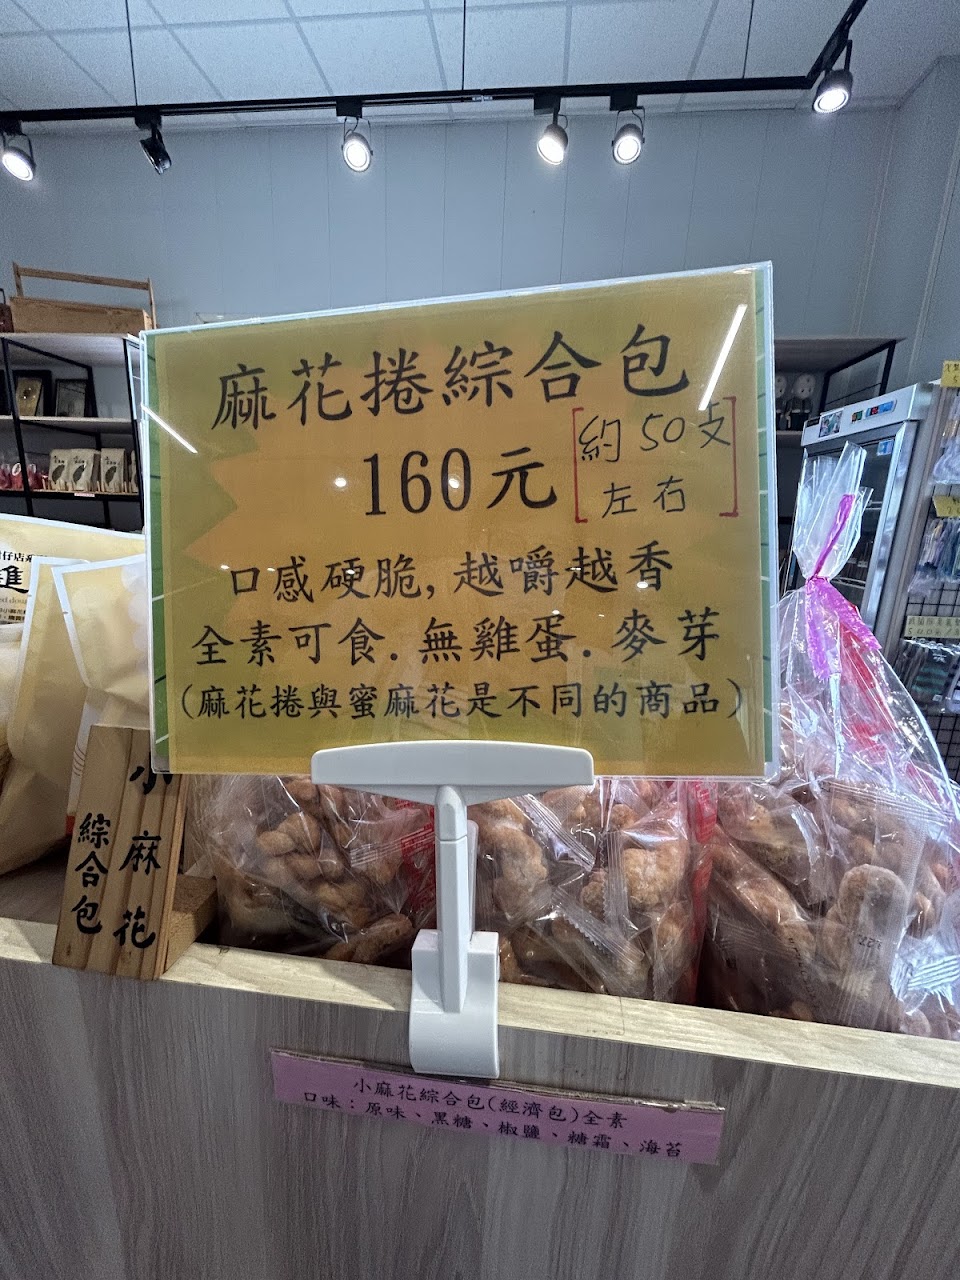 麻花捲綜合包
160元
[約50支
左右]
口感硬脆,越嚼越香
全素可食.無雞蛋.麥芽
(麻花捲與蜜麻花是不同的商品)
小麻花
綜合包
小麻花綜合包(經濟包)全素
口味：原味、黑糖、椒鹽、糖霜、海苔